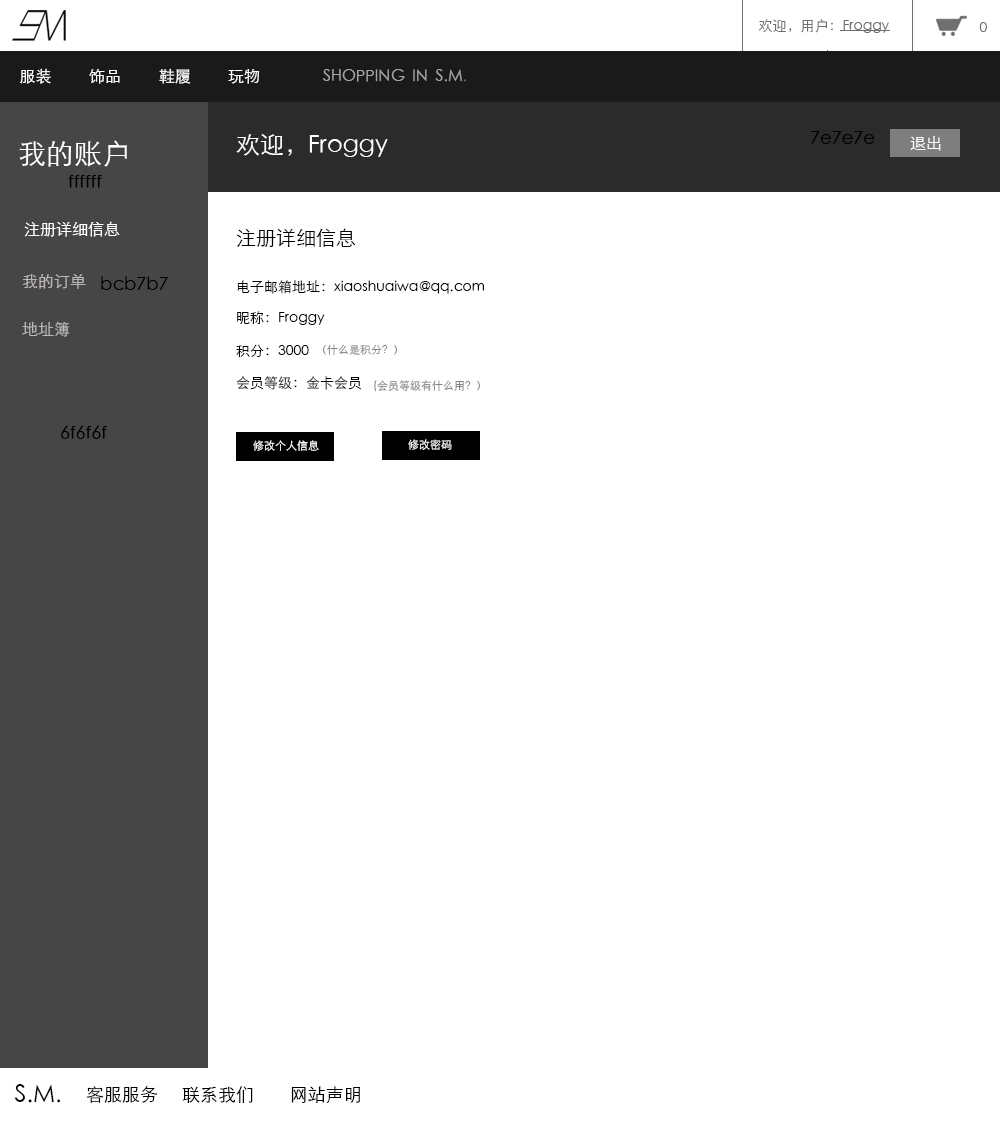 SM
欢迎，用户：Froggy
0
服装 饰品 鞋履 玩物 SHOPPING IN S.M.
我的账户
ffffff
注册详细信息
我的订单 bcb7b7
地址簿
6f6f6f
欢迎，Froggy
7e7e7e
退出
注册详细信息
电子邮箱地址：xiaoshuaiwa@qq.com
昵称：Froggy
积分：3000 （什么是积分？）
会员等级：金卡会员 （会员等级有什么用？）
修改个人信息 修改密码
S.M. 客服服务 联系我们 网站声明